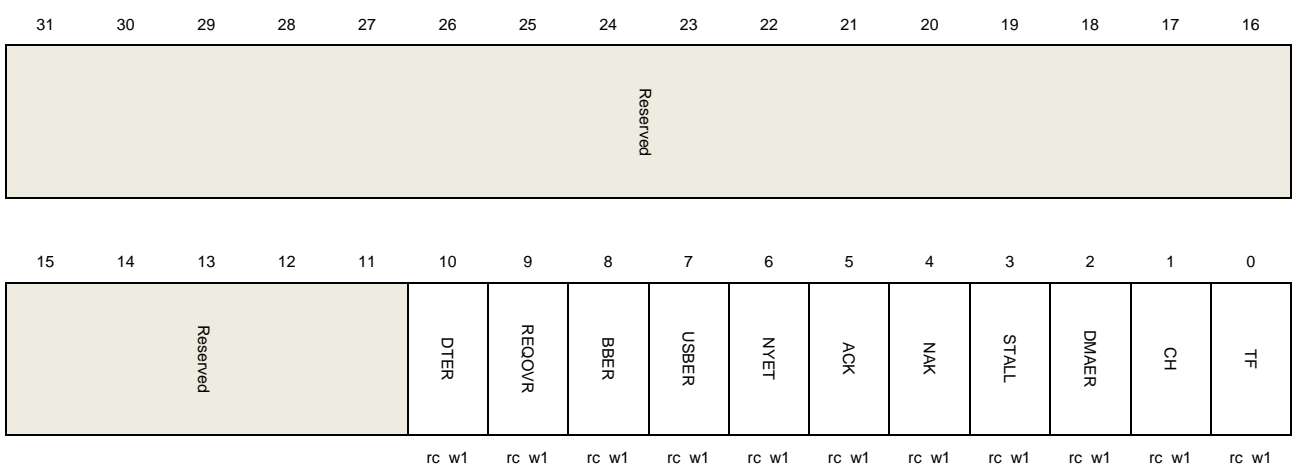 31 30 29 28 27 26 25 24 23 22 21 20 19 18 17 16
Reserved
15 14 13 12 11 10 9 8 7 6 5 4 3 2 1 0
Reserved DTER REQOVR BBER USBER NYET ACK NAK STALL DMAER CH TF
rc_w1 rc_w1 rc_w1 rc_w1 rc_w1 rc_w1 rc_w1 rc_w1 rc_w1 rc_w1 rc_w1